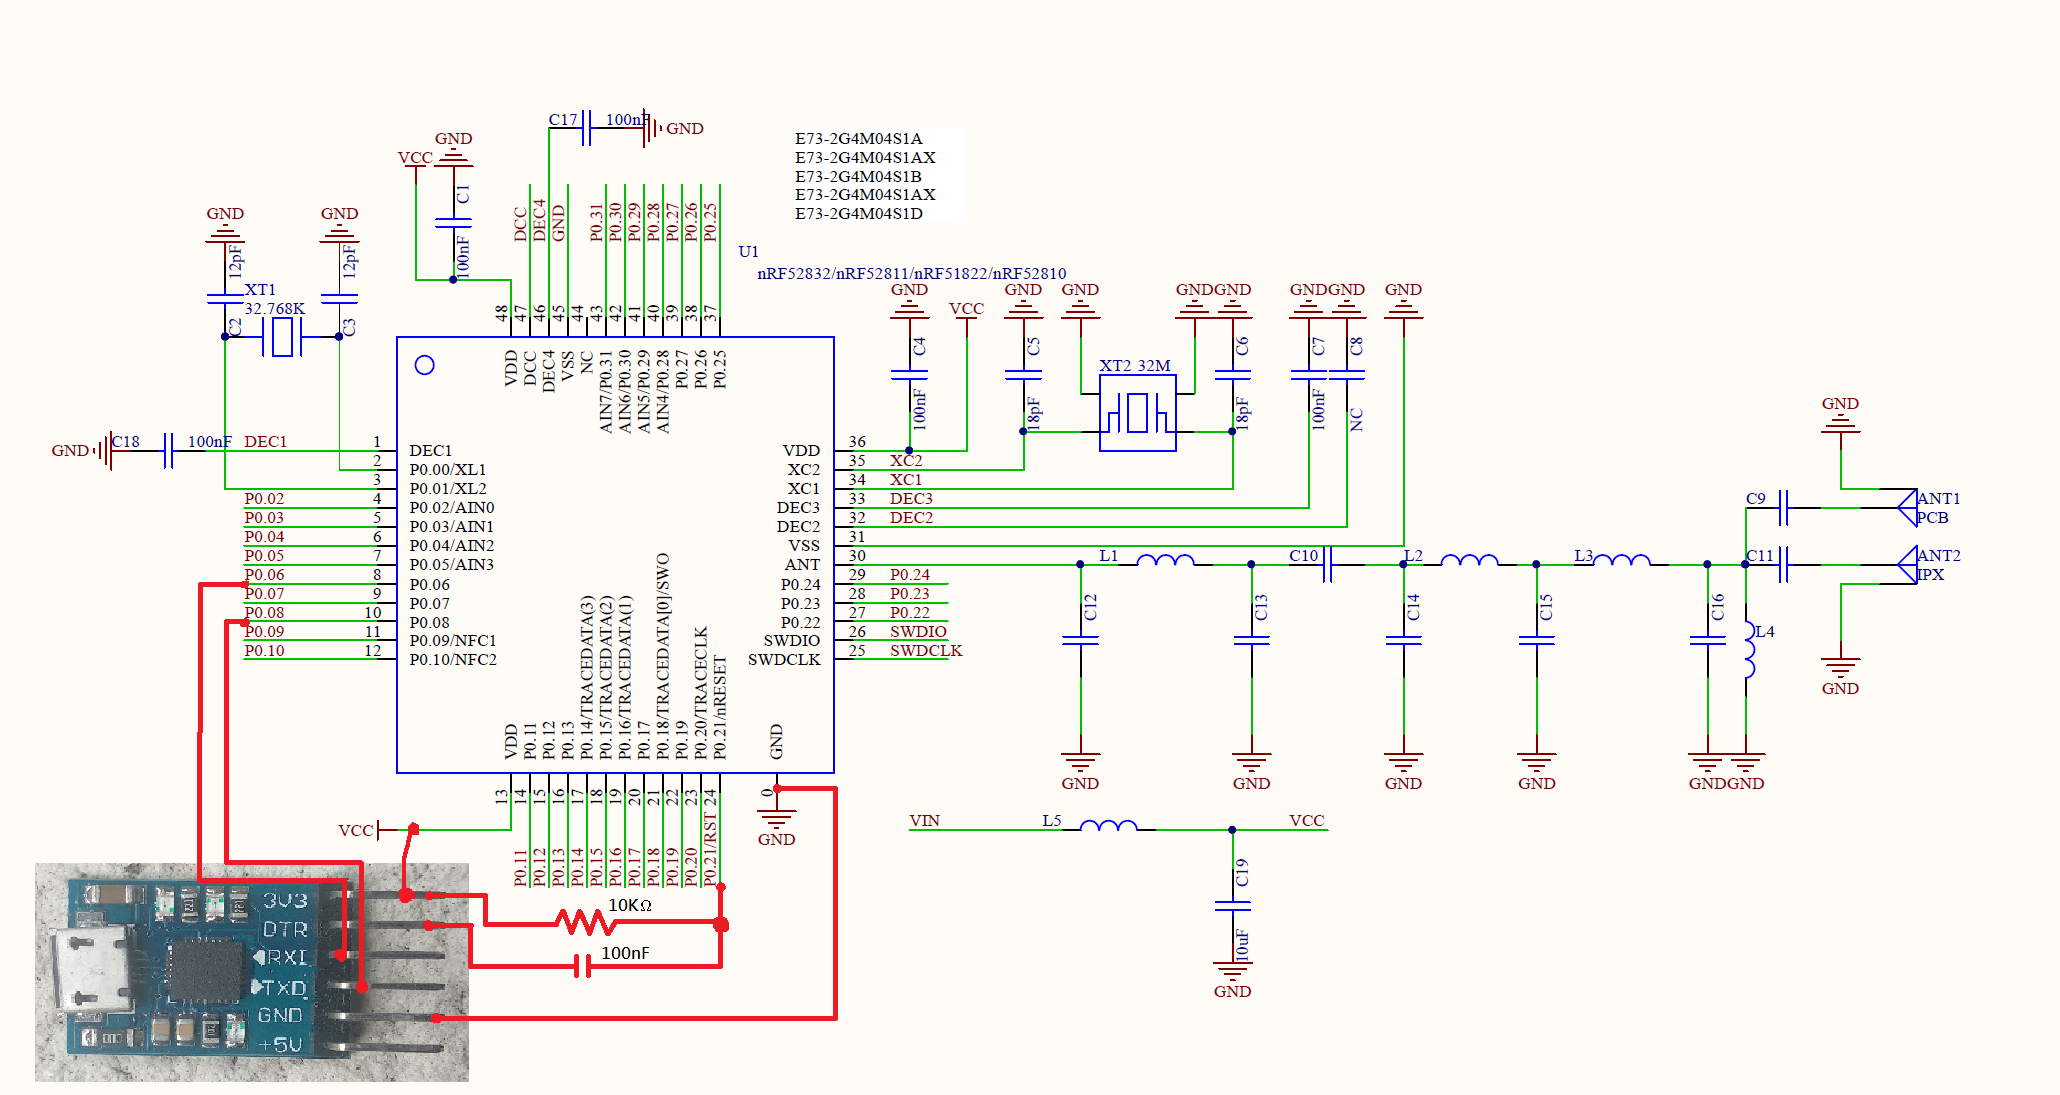 C17
100nF
GND
GND
VCC
C1
100nF
E73-2G4M04S1A
E73-2G4M04S1AX
E73-2G4M04S1B
E73-2G4M04S1AX
E73-2G4M04S1D
GND
GND
12pF
12pF
XT1
32.768K
C2
C3
DCC
DEC4
GND
P0.31
P0.30
P0.29
P0.28
P0.27
P0.26
P0.25
U1
nRF52832/nRF52811/nRF51822/nRF52810
48
47
46
45
44
43
42
41
40
39
38
37
VDD
DCC
DEC4
VSS
NC
AIN7/P0.31
AIN6/P0.30
AIN5/P0.29
AIN4/P0.28
P0.27
P0.26
P0.25
GND
VCC
GND
GND
GND
GND
GND
GND
GND
C4
100nF
C5
18pF
XT2 32M
C6
18pF
C7
100nF
C8
NC
GND
C18
100nF
DEC1
1
2
3
P0.02 4
P0.03 5
P0.04 6
P0.05 7
P0.06 8
P0.07 9
P0.08 10
P0.09 11
P0.10 12
DEC1
P0.00/XL1
P0.01/XL2
P0.02/AIN0
P0.03/AIN1
P0.04/AIN2
P0.05/AIN3
P0.06
P0.07
P0.08
P0.09/NFC1
P0.10/NFC2
VDD 36
XC2 35 XC2
XC1 34 XC1
DEC3 33 DEC3
DEC2 32 DEC2
VSS 31
ANT 30
P0.24 29 P0.24
P0.23 28 P0.23
P0.22 27 P0.22
SWDIO 26 SWDIO
SWDCLK 25 SWDCLK
L1
C10
L2
L3
C9
C11
GND
ANT1
PCB
ANT2
IPX
C12
C13
C14
C15
C16
L4
GND
GND
GND
GND
GND
GND
GND
VDD
P0.11
P0.12
P0.13
P0.14/TRACEDATA(3)
P0.15/TRACEDATA(2)
P0.16/TRACEDATA(1)
P0.17
P0.18/TRACEDATA[0]/SWO
P0.19
P0.20/TRACECLK
P0.21/nRESET
GND
13
14
15
16
17
18
19
20
21
22
23
24
0
GND
VCC
P0.11
P0.12
P0.13
P0.14
P0.15
P0.16
P0.17
P0.18
P0.19
P0.20
P0.21/RST
VIN
L5
VCC
C19
10uF
GND
10KΩ
100nF
3V3
DTR
RXI
TXD
GND
+5V